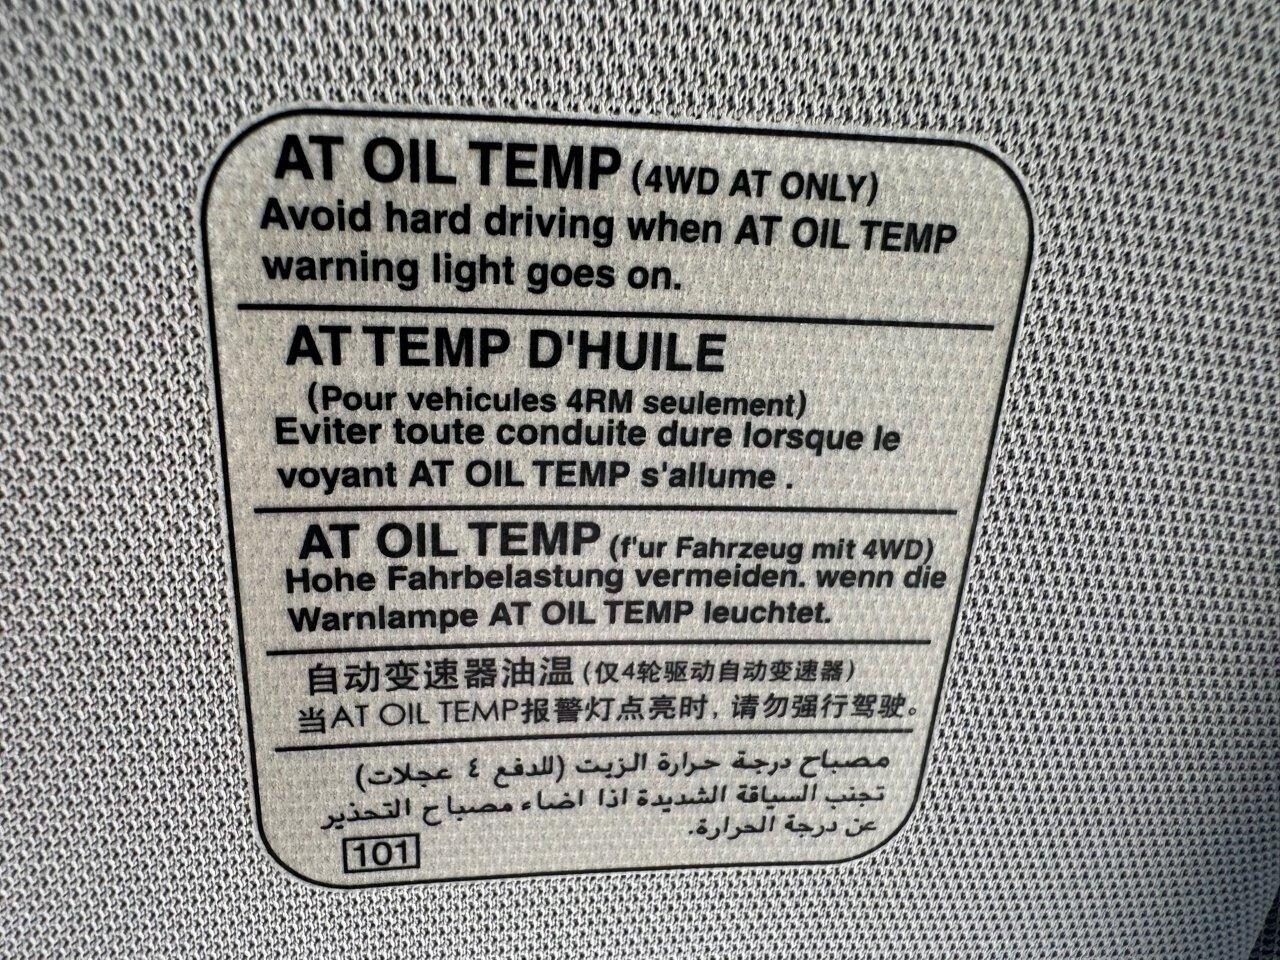 AT OIL TEMP (4WD AT ONLY)
Avoid hard driving when AT OIL TEMP
warning light goes on.
AT TEMP D'HUILE
(Pour vehicules 4RM seulement)
Eviter toute conduite dure lorsque le
voyant AT OIL TEMP s'allume .
AT OIL TEMP (f'ur Fahrzeug mit 4WD)
Hohe Fahrbelastung vermeiden. wenn die
Warnlampe AT OIL TEMP leuchtet.
自动变速器油温 (仅4轮驱动自动变速器)
当AT OIL TEMP报警灯点亮时, 请勿强行驾驶。
مصباح درجة حرارة الزيت (للدفع ٤ عجلات)
تجنب السياقة الشديدة اذا اضاء مصباح التحذير
عن درجة الحرارة.
101